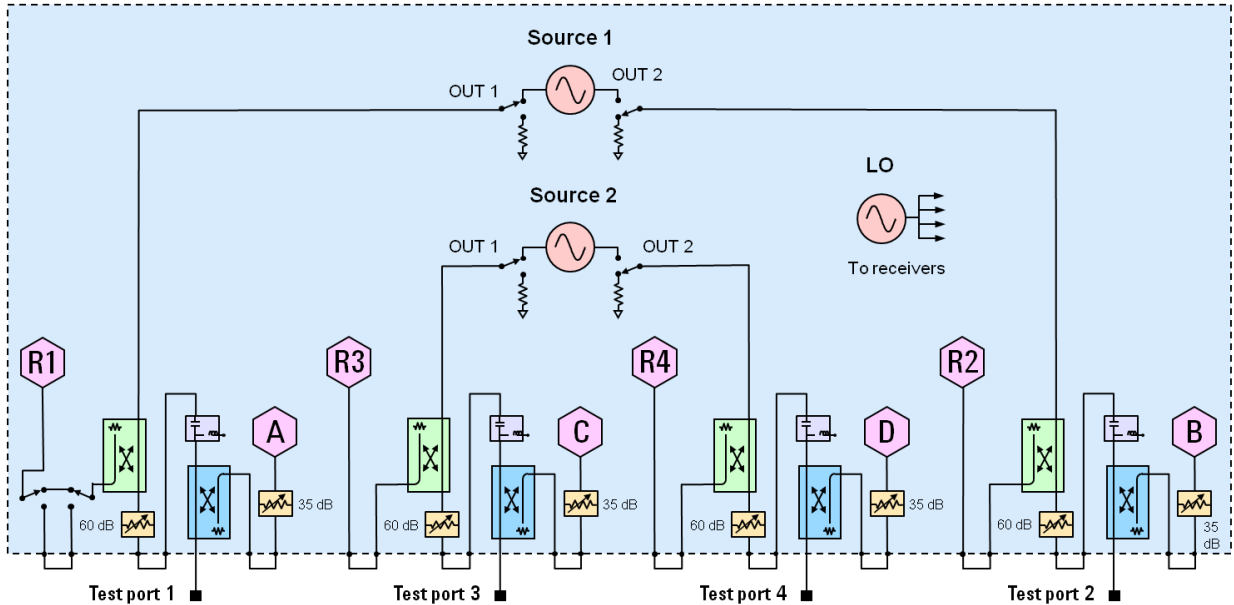 Source 1
OUT 1
OUT 2
Source 2
OUT 1
OUT 2
LO
To receivers
R1
R3
R4
R2
A
C
D
B
60 dB
35 dB
60 dB
35 dB
60 dB
35 dB
60 dB
35
dB
Test port 1
Test port 3
Test port 4
Test port 2